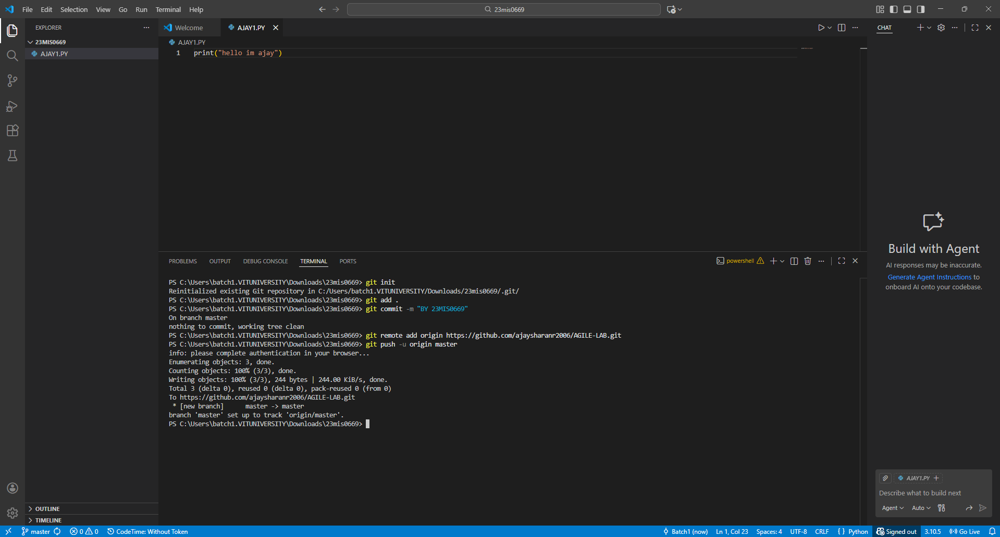 File Edit Selection View Go Run Terminal Help
23mis0669
EXPLORER
23MIS0669
AJAY1.PY
OUTLINE
TIMELINE
Welcome
AJAY1.PY
AJAY1.PY
1 print("hello im ajay")
PROBLEMS OUTPUT DEBUG CONSOLE TERMINAL PORTS
powershell
PS C:\Users\batch1.VITUNIVERSITY\Downloads\23mis0669> git init
Reinitialized existing Git repository in C:/Users/batch1.VITUNIVERSITY/Downloads/23mis0669/.git/
PS C:\Users\batch1.VITUNIVERSITY\Downloads\23mis0669> git add .
PS C:\Users\batch1.VITUNIVERSITY\Downloads\23mis0669> git commit -m "BY 23MIS0669"
On branch master
nothing to commit, working tree clean
PS C:\Users\batch1.VITUNIVERSITY\Downloads\23mis0669> git remote add origin https://github.com/ajaysharanr2006/AGILE-LAB.git
PS C:\Users\batch1.VITUNIVERSITY\Downloads\23mis0669> git push -u origin master
info: please complete authentication in your browser...
Enumerating objects: 3, done.
Counting objects: 100% (3/3), done.
Writing objects: 100% (3/3), 244 bytes | 244.00 KiB/s, done.
Total 3 (delta 0), reused 0 (delta 0), pack-reused 0 (from 0)
To https://github.com/ajaysharanr2006/AGILE-LAB.git
 * [new branch]      master -> master
branch 'master' set up to track 'origin/master'.
PS C:\Users\batch1.VITUNIVERSITY\Downloads\23mis0669>
CHAT
Build with Agent
AI responses may be inaccurate.
Generate Agent Instructions to
onboard AI onto your codebase.
AJAY1.PY
Describe what to build next
Agent Auto
master 0 0 CodeTime: Without Token
Batch1 (now) Ln 1, Col 23 Spaces: 4 UTF-8 CRLF { } Python Signed out 3.10.5 Go Live